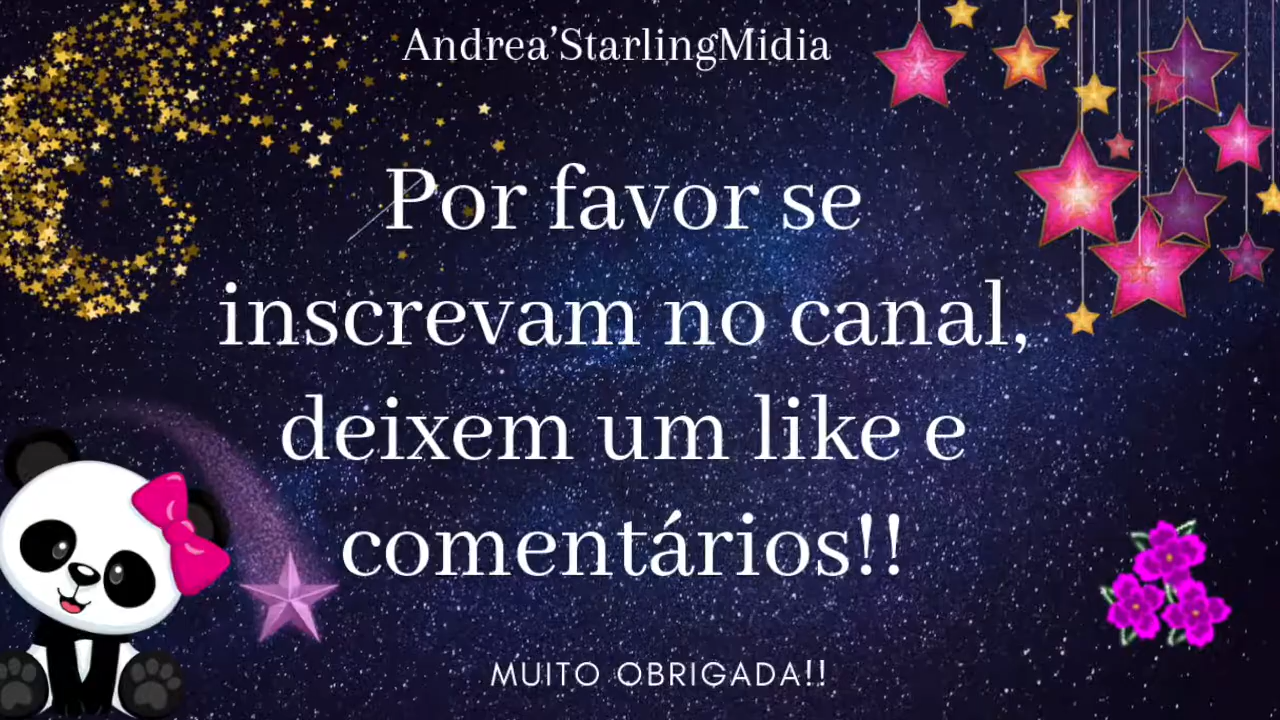 Andrea’StarlingMidia
Por favor se
inscrevam no canal,
deixem um like e
comentários!!
MUITO OBRIGADA!!